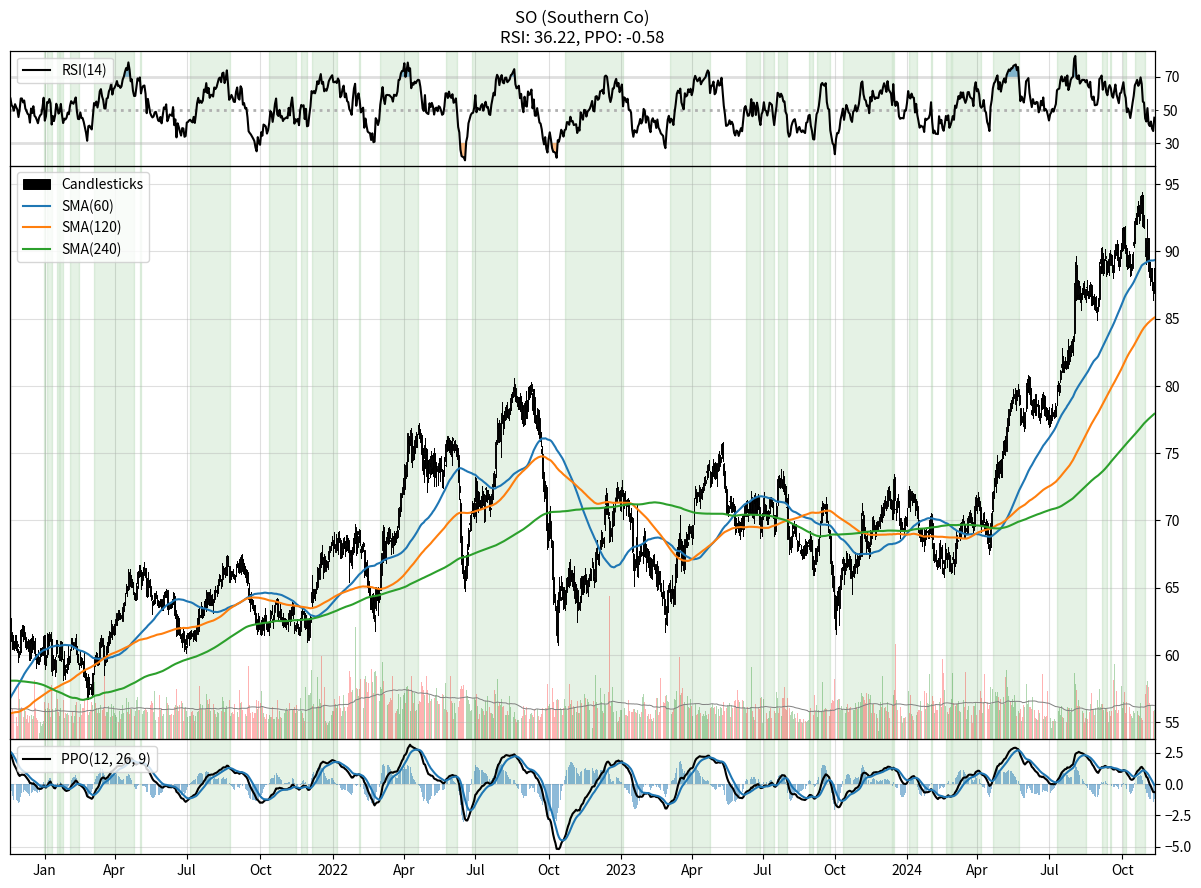 SO (Southern Co)
RSI: 36.22, PPO: -0.58
RSI(14)
70
50
30
Candlesticks
SMA(60)
SMA(120)
SMA(240)
95
90
85
80
75
70
65
60
55
PPO(12, 26, 9)
2.5
0.0
-2.5
-5.0
Jan Apr Jul Oct 2022 Apr Jul Oct 2023 Apr Jul Oct 2024 Apr Jul Oct